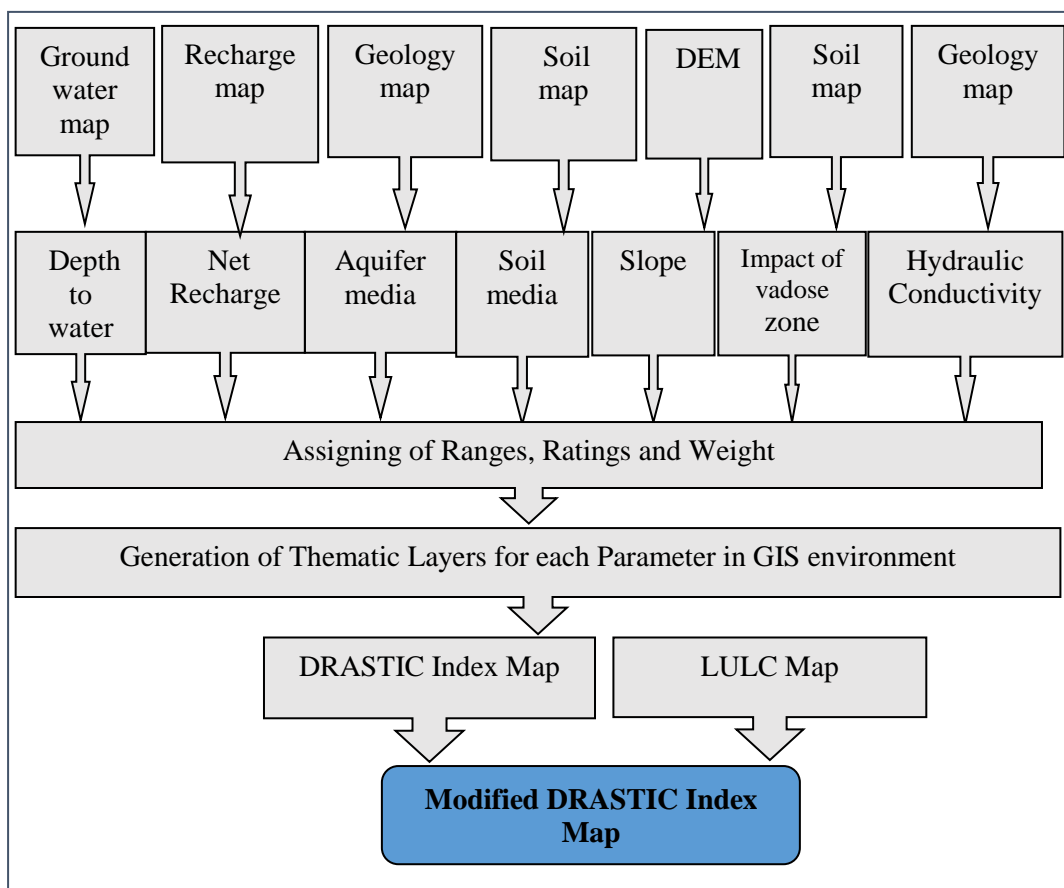 Ground
water
map
Recharge
map
Geology
map
Soil
map
DEM
Soil
map
Geology
map
Depth
to
water
Net
Recharge
Aquifer
media
Soil
media
Slope
Impact of
vadose
zone
Hydraulic
Conductivity
Assigning of Ranges, Ratings and Weight
Generation of Thematic Layers for each Parameter in GIS environment
DRASTIC Index Map
LULC Map
Modified DRASTIC Index
Map